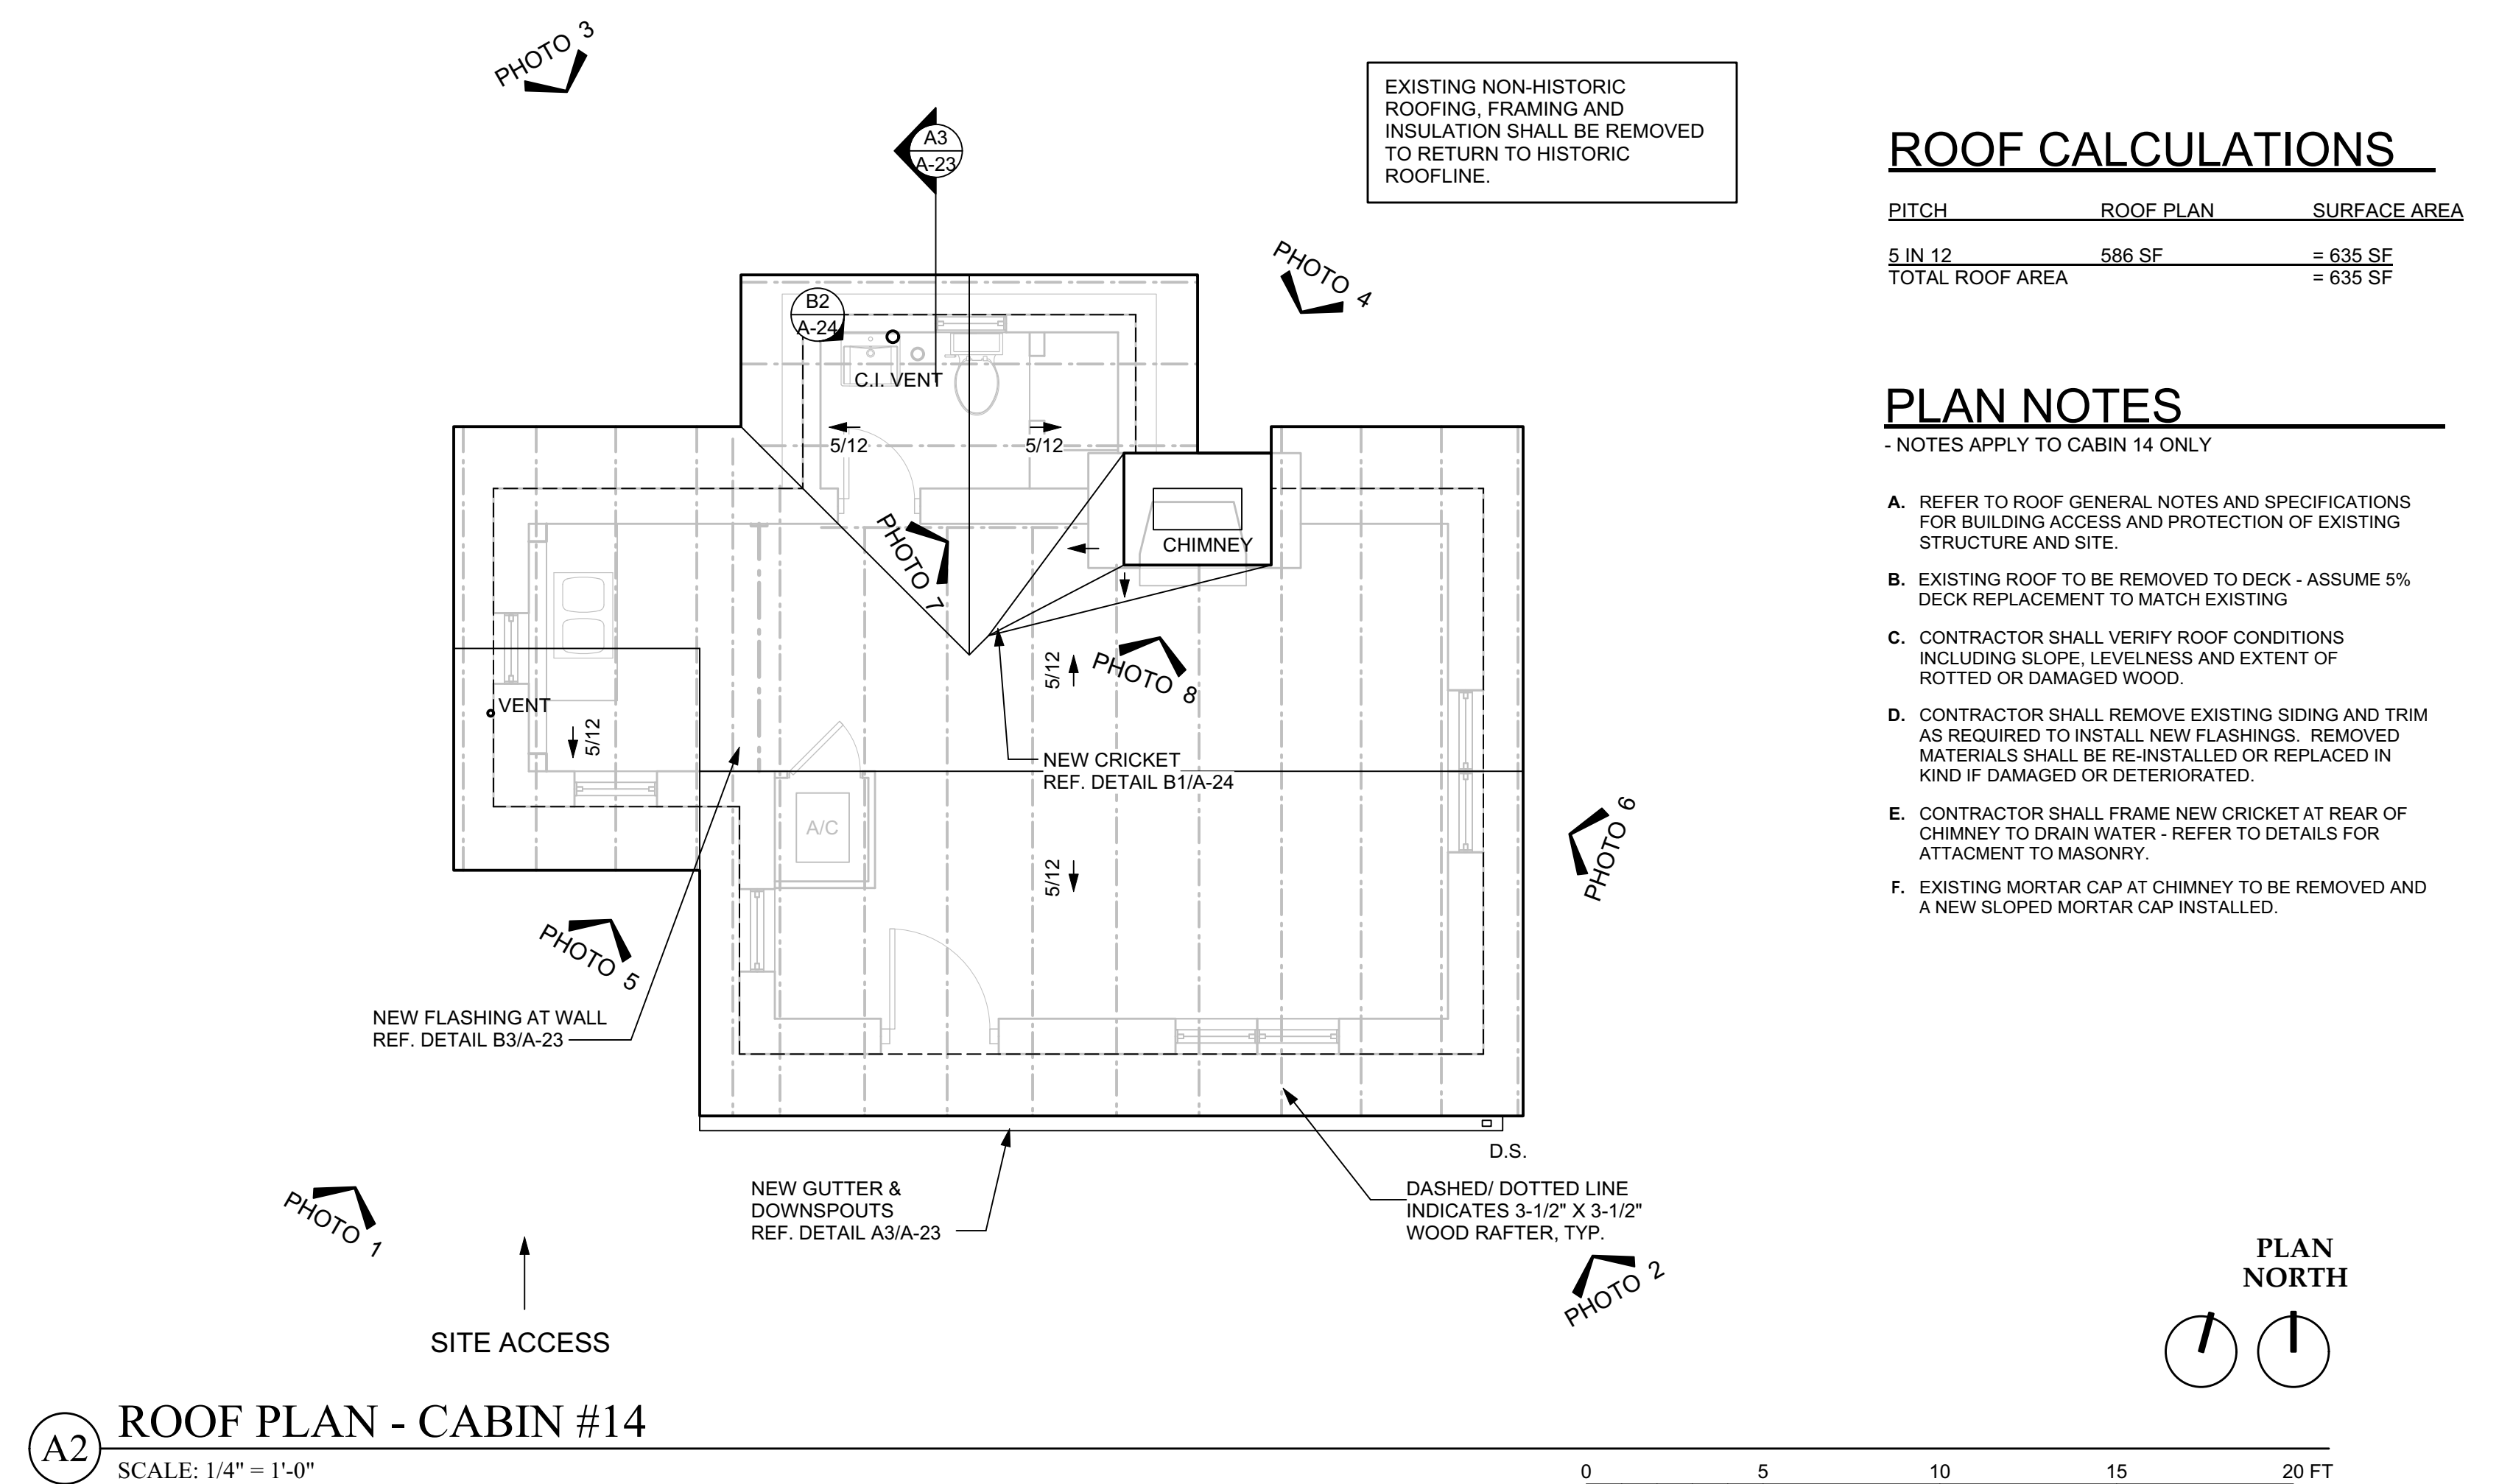 PHOTO 3
A3
A-23
EXISTING NON-HISTORIC
ROOFING, FRAMING AND
INSULATION SHALL BE REMOVED
TO RETURN TO HISTORIC
ROOFLINE.
ROOF CALCULATIONS
PITCH ROOF PLAN SURFACE AREA
5 IN 12 586 SF = 635 SF
TOTAL ROOF AREA = 635 SF
PHOTO 4
B2
A-24
C.I. VENT
5/12
5/12
PLAN NOTES
- NOTES APPLY TO CABIN 14 ONLY
A. REFER TO ROOF GENERAL NOTES AND SPECIFICATIONS
FOR BUILDING ACCESS AND PROTECTION OF EXISTING
STRUCTURE AND SITE.
B. EXISTING ROOF TO BE REMOVED TO DECK - ASSUME 5%
DECK REPLACEMENT TO MATCH EXISTING
C. CONTRACTOR SHALL VERIFY ROOF CONDITIONS
INCLUDING SLOPE, LEVELNESS AND EXTENT OF
ROTTED OR DAMAGED WOOD.
D. CONTRACTOR SHALL REMOVE EXISTING SIDING AND TRIM
AS REQUIRED TO INSTALL NEW FLASHINGS. REMOVED
MATERIALS SHALL BE RE-INSTALLED OR REPLACED IN
KIND IF DAMAGED OR DETERIORATED.
E. CONTRACTOR SHALL FRAME NEW CRICKET AT REAR OF
CHIMNEY TO DRAIN WATER - REFER TO DETAILS FOR
ATTACMENT TO MASONRY.
F. EXISTING MORTAR CAP AT CHIMNEY TO BE REMOVED AND
A NEW SLOPED MORTAR CAP INSTALLED.
CHIMNEY
PHOTO 7
PHOTO 8
5/12
VENT
5/12
NEW CRICKET
REF. DETAIL B1/A-24
A/C
5/12
PHOTO 6
PHOTO 5
NEW FLASHING AT WALL
REF. DETAIL B3/A-23
D.S.
NEW GUTTER &
DOWNSPOUTS
REF. DETAIL A3/A-23
DASHED/ DOTTED LINE
INDICATES 3-1/2" X 3-1/2"
WOOD RAFTER, TYP.
PHOTO 1
PHOTO 2
SITE ACCESS
PLAN
NORTH
A2
ROOF PLAN - CABIN #14
SCALE: 1/4" = 1'-0"
0 5 10 15 20 FT